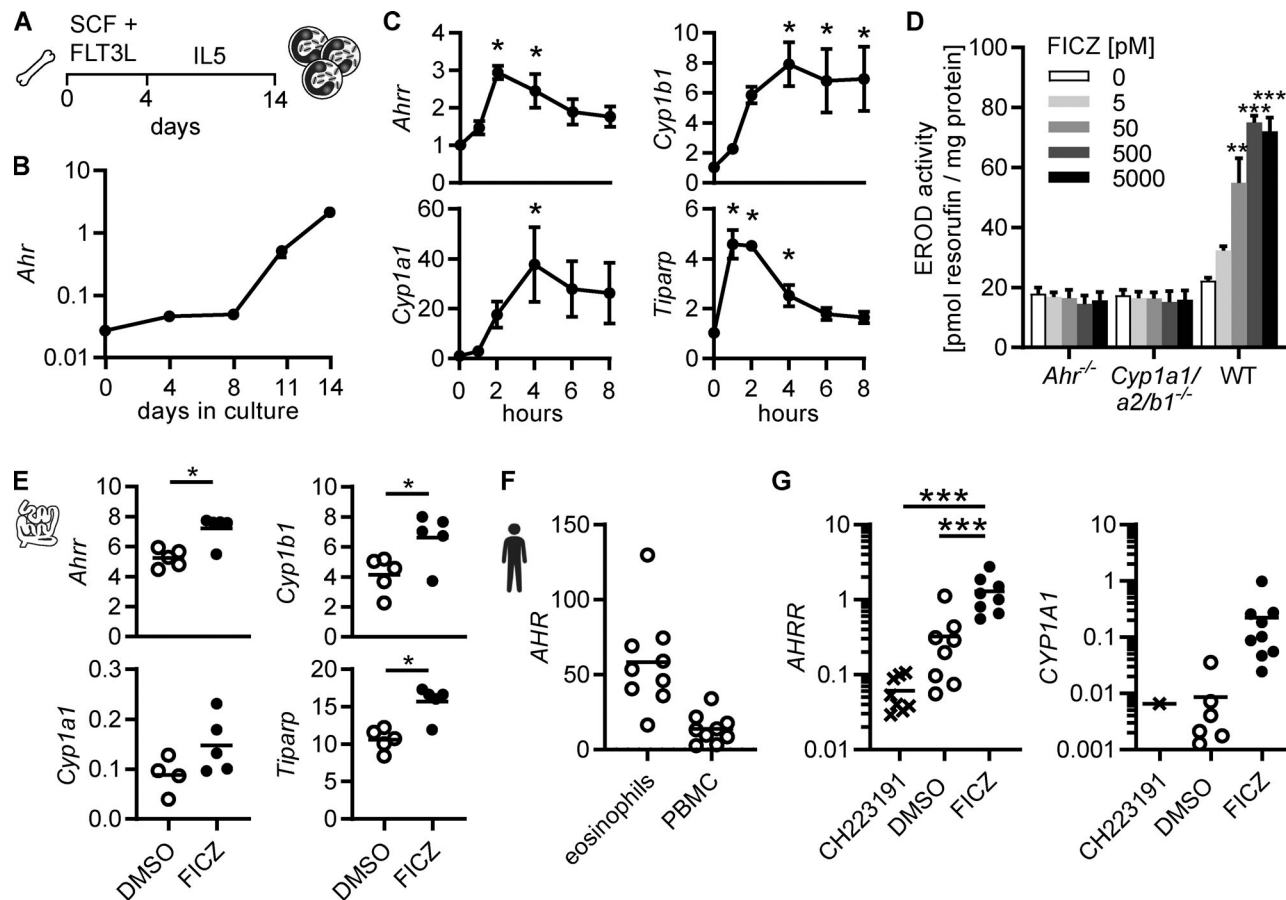 A
SCF +
FLT3L
IL5
0
4
14
days
B
Ahr
10
1
0.1
0.01
0
4
8
11
14
days in culture
C
Ahrr
4
3
2
1
0
* *
Cyp1b1
10
8
6
4
2
0
* * *
Cyp1a1
60
40
20
0
*
0 2 4 6 8
hours
Tiparp
6
4
2
0
* * *
0 2 4 6 8
hours
D
EROD activity
[pmol resorufin / mg protein]
100
80
60
40
20
0
FICZ [pM]
0
5
50
500
5000
**
***
***
Ahr-/-
Cyp1a1/
a2/b1-/-
WT
E
Ahrr
10
8
6
4
2
0
*
Cyp1b1
10
8
6
4
2
0
*
Cyp1a1
0.3
0.2
0.1
0.0
DMSO
FICZ
Tiparp
20
15
10
5
0
*
DMSO
FICZ
F
AHR
150
100
50
0
eosinophils
PBMC
G
AHRR
10
1
0.1
0.01
***
***
CH223191
DMSO
FICZ
CYP1A1
10
1
0.1
0.01
0.001
CH223191
DMSO
FICZ